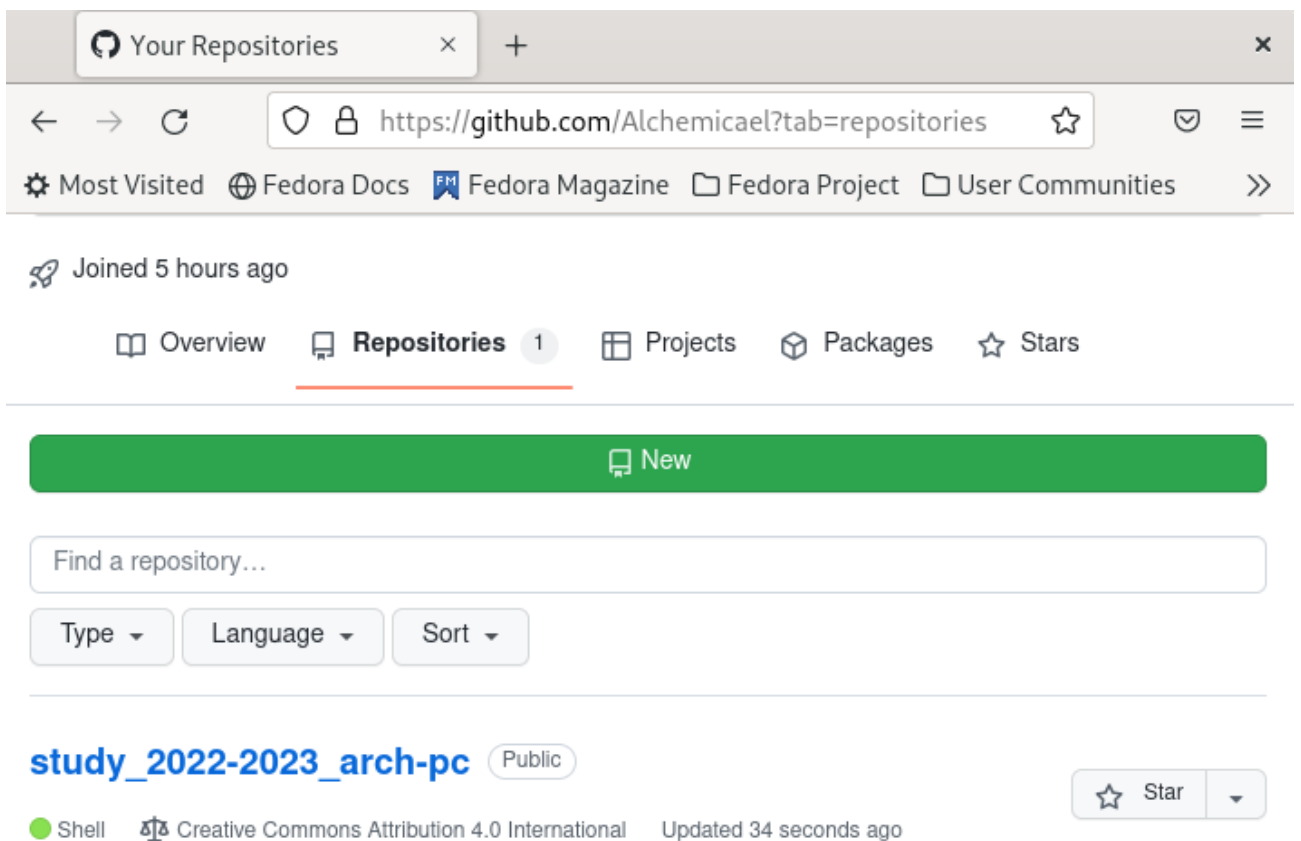 Your Repositories
https://github.com/Alchemicael?tab=repositories
Most Visited Fedora Docs FM Fedora Magazine Fedora Project User Communities
Joined 5 hours ago
Overview Repositories 1 Projects Packages Stars
New
Find a repository…
Type Language Sort
study_2022-2023_arch-pc Public
Star
Shell Creative Commons Attribution 4.0 International Updated 34 seconds ago